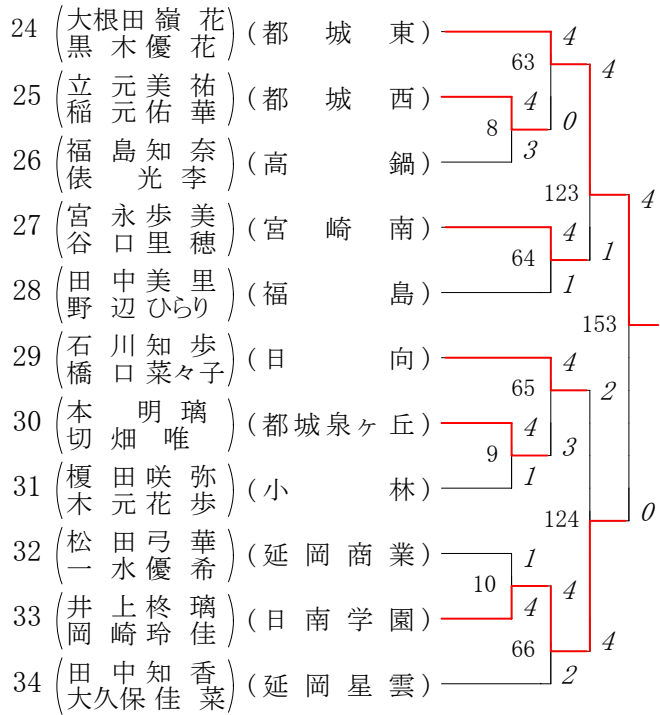 24 (大根田嶺花 黒木優花) (都城東) 4
63 4
25 (立元美祐 稲元佑華) (都城西) 4 0
8
26 (福島知奈 俵光李) (高鍋) 3
123 4
27 (宮永歩美 谷口里穂) (宮崎南) 4 1
64
28 (田中美里 野辺ひらり) (福島) 1
153
29 (石川知歩 橋口菜々子) (日向) 4
65 2
30 (本明璃 切畑唯) (都城泉ヶ丘) 4 3
9
31 (榎田咲弥 木元花歩) (小林) 1
124 0
32 (松田弓華 一水優希) (延岡商業) 1
10 4
33 (井上柊璃 岡崎玲佳) (日南学園) 4
66 4
34 (田中知香 大久保佳菜) (延岡星雲) 2